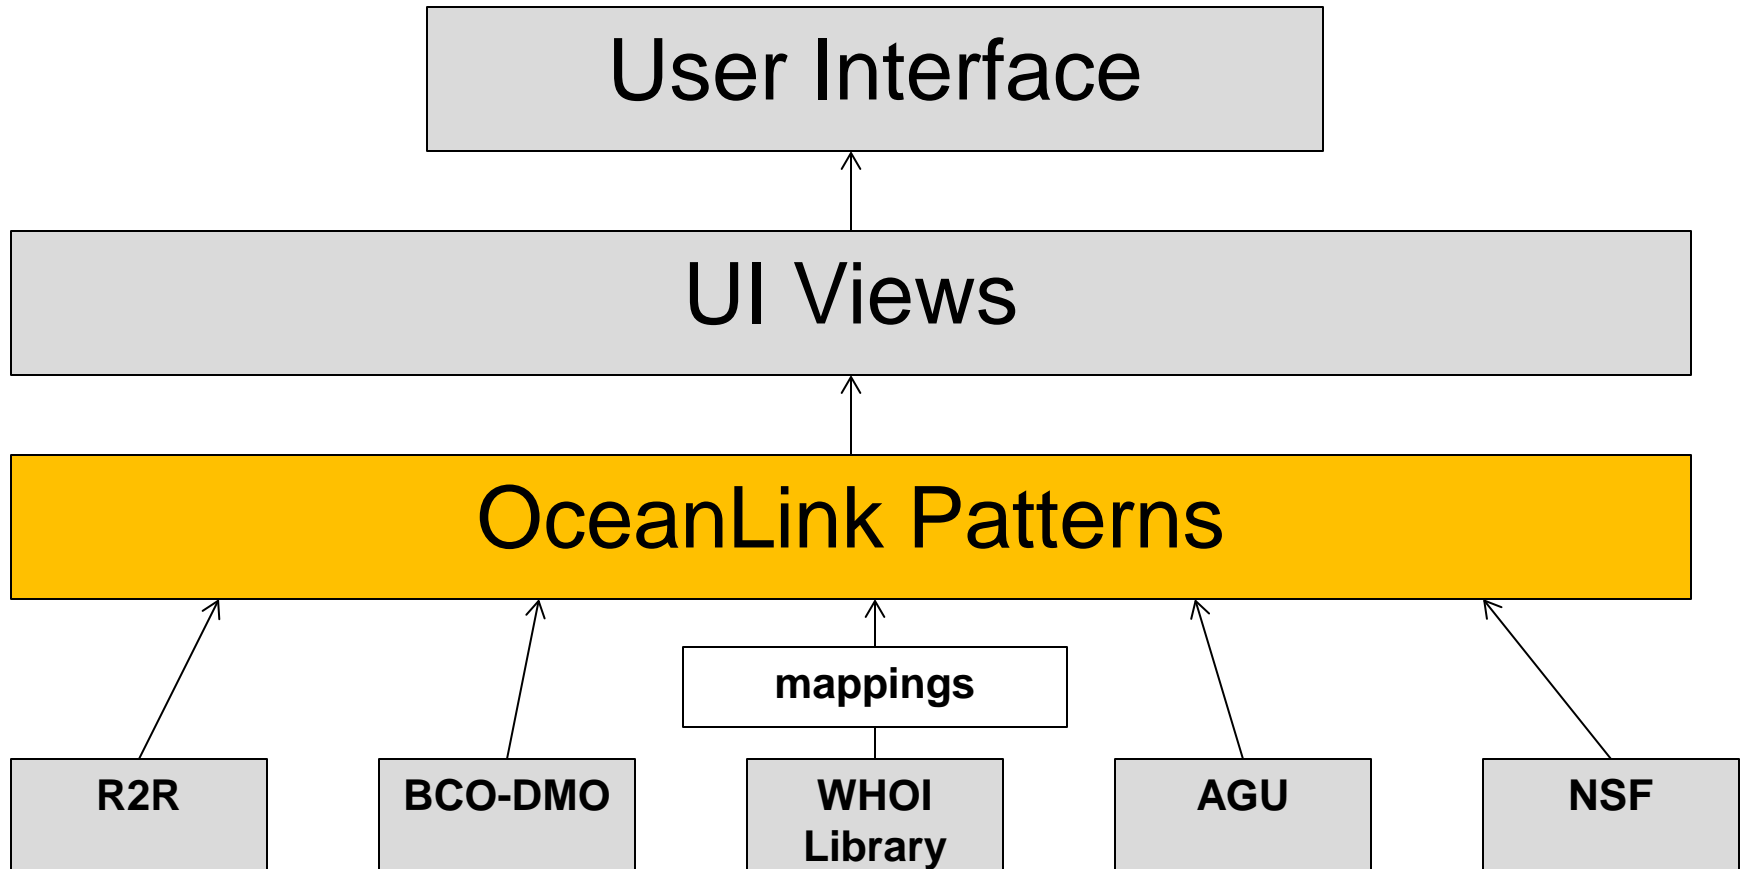 User Interface
UI Views
OceanLink Patterns
mappings
R2R
BCO-DMO
WHOI
Library
AGU
NSF